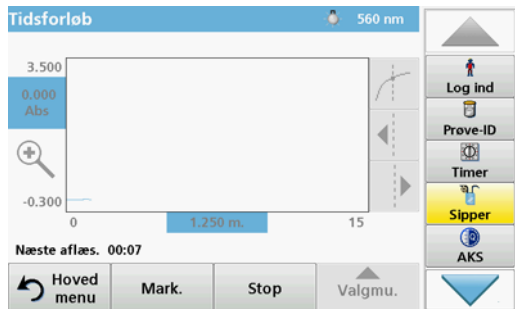 Tidsforløb
560 nm
3.500
0.000
Abs
-0.300
0
1.250 m.
15
Næste aflæs. 00:07
Hoved
menu
Mark.
Stop
Valgmu.
Log ind
Prøve-ID
Timer
Sipper
AKS